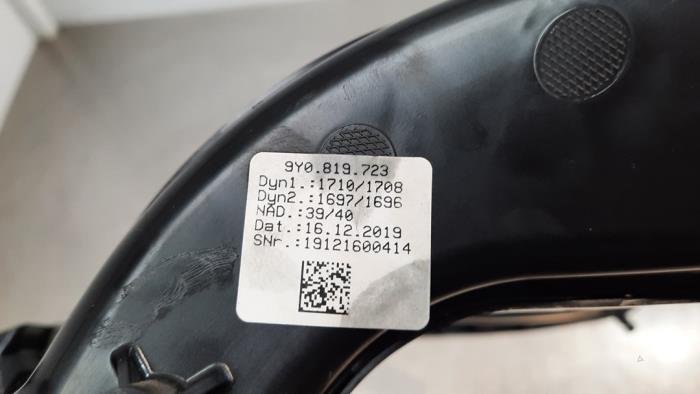 9Y0.819.723
Dyn1.:1710/1708
Dyn2.:1697/1696
NAD.:39/40
Dat.:16.12.2019
SNr.:19121600414